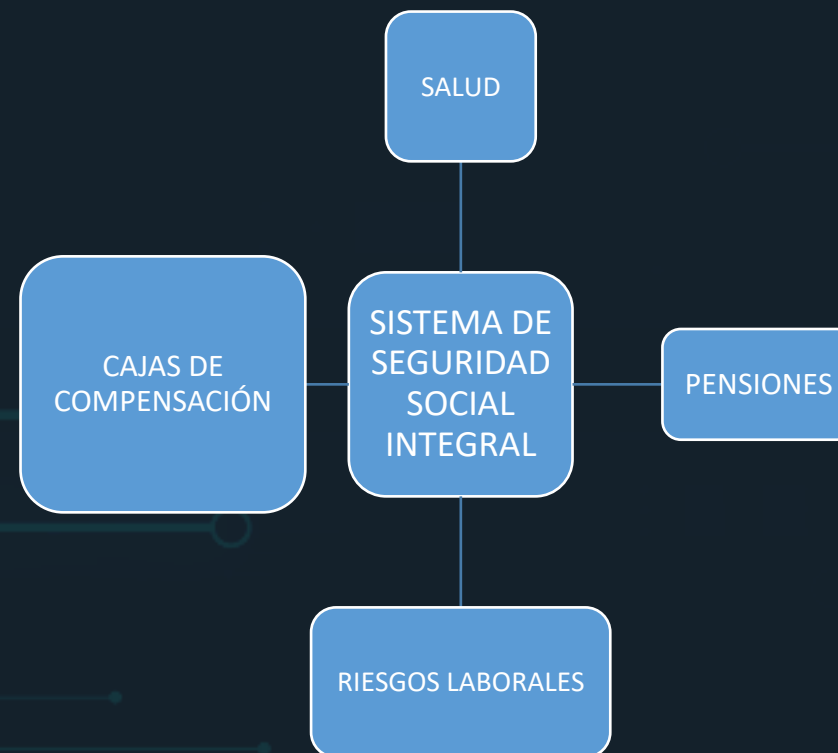 SALUD
CAJAS DE
COMPENSACIÓN
SISTEMA DE
SEGURIDAD
SOCIAL
INTEGRAL
PENSIONES
RIESGOS LABORALES